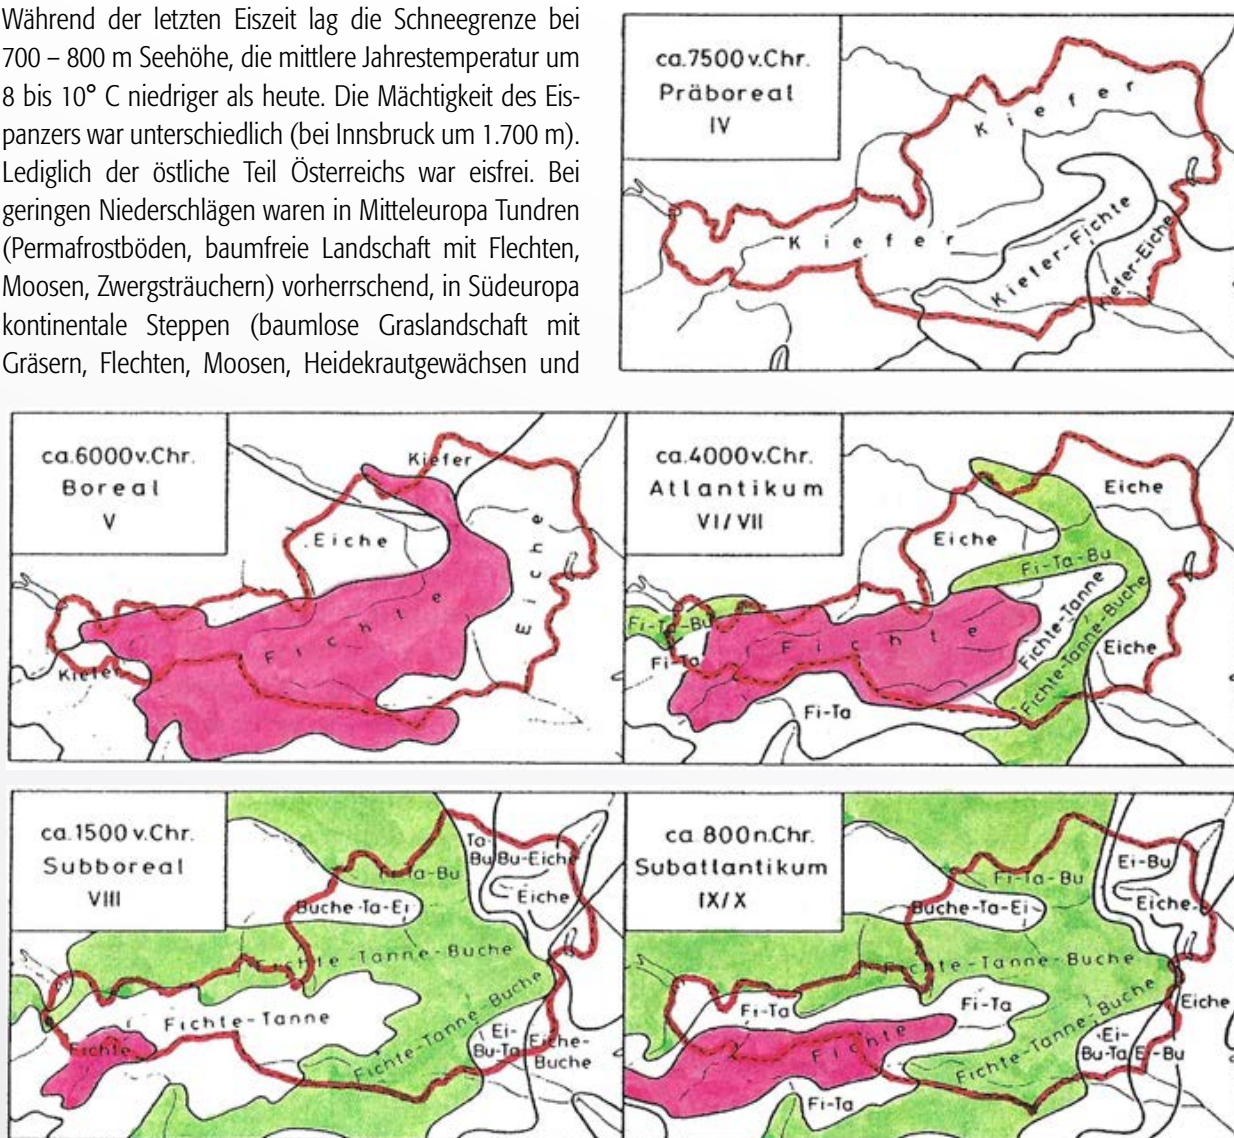 Während der letzten Eiszeit lag die Schneegrenze bei
700 – 800 m Seehöhe, die mittlere Jahrestemperatur um
8 bis 10° C niedriger als heute. Die Mächtigkeit des Eis-
panzers war unterschiedlich (bei Innsbruck um 1.700 m).
Lediglich der östliche Teil Österreichs war eisfrei. Bei
geringen Niederschlägen waren in Mitteleuropa Tundren
(Permafrostböden, baumfreie Landschaft mit Flechten,
Moosen, Zwergsträuchern) vorherrschend, in Südeuropa
kontinentale Steppen (baumlose Graslandschaft mit
Gräsern, Flechten, Moosen, Heidekrautgewächsen und
ca.7500v.Chr.
Präboreal
IV
Kiefer
Kiefer
Kiefer-Fichte
Kiefer-Eiche
ca.6000v.Chr.
Boreal
V
Kiefer
Eiche
Eiche
Fichte
Kiefer
ca.4000v.Chr.
Atlantikum
VI/VII
Eiche
Eiche
Fi-Ta-Bu
Fi-Ta-Bu
Fichte
Fichte-Tanne
Fichte-Tanne-Buche
Eiche
Fi-Ta
Fi-Ta
ca.1500v.Chr.
Subboreal
VIII
Ta-
Bu
Bu-Eiche
Fi-Ta-Bu
Eiche
Buche-Ta-Ei
Fichte-Tanne-Buche
Fichte-Tanne
Fichte
Fichte-Tanne-Buche
Ei-
Bu-Ta
Eiche-
Buche
ca.800n.Chr.
Subatlantikum
IX/X
Ei-Bu
Fi-Ta-Bu
Eiche
Buche-Ta-Ei
Fichte-Tanne-Buche
Fi-Ta
Fi-Ta
Eiche
Fichte
Fichte-Tanne-Buche
Ei-
Bu-Ta
Ei-Bu
Fi-Ta